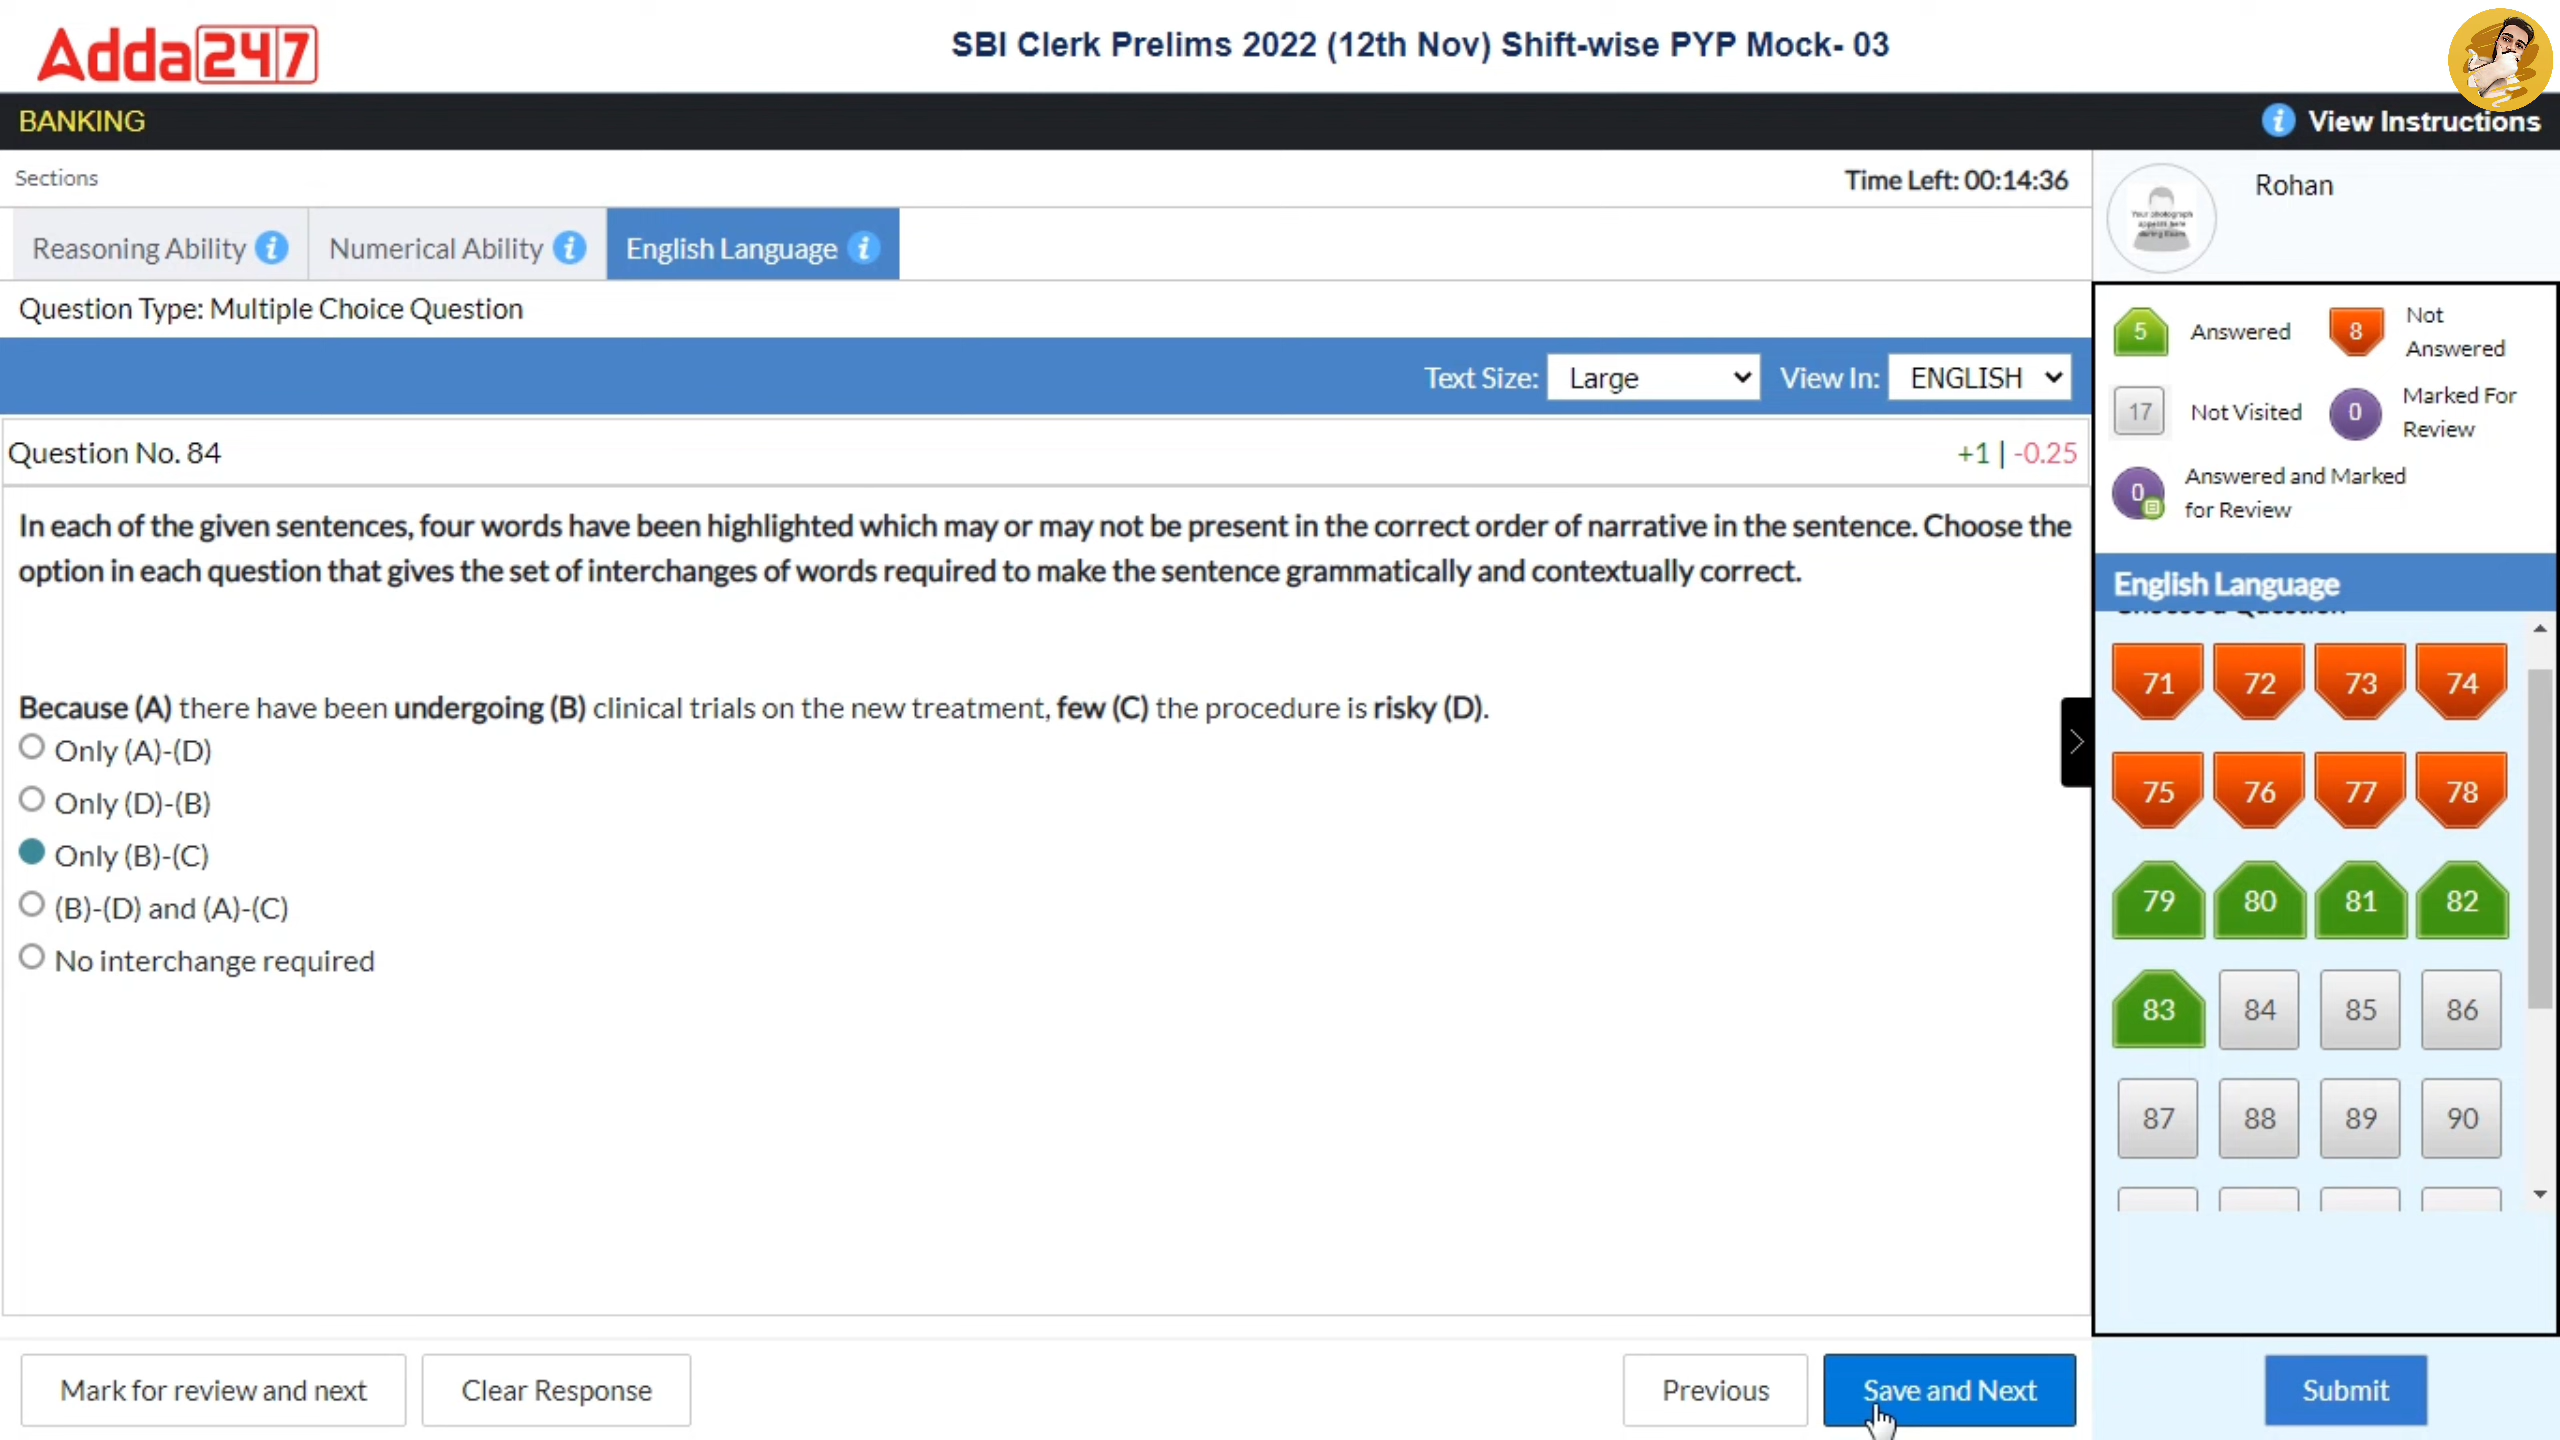 Adda247
SBI Clerk Prelims 2022 (12th Nov) Shift-wise PYP Mock- 03
BANKING
i View Instructions
Sections
Time Left: 00:14:36
Rohan
Reasoning Ability i
Numerical Ability i
English Language i
Question Type: Multiple Choice Question
Text Size: Large
View In: ENGLISH
Question No. 84
+1 | -0.25
In each of the given sentences, four words have been highlighted which may or may not be present in the correct order of narrative in the sentence. Choose the
option in each question that gives the set of interchanges of words required to make the sentence grammatically and contextually correct.
Because (A) there have been undergoing (B) clinical trials on the new treatment, few (C) the procedure is risky (D).
Only (A)-(D)
Only (D)-(B)
Only (B)-(C)
(B)-(D) and (A)-(C)
No interchange required
Mark for review and next
Clear Response
Previous
Save and Next
5 Answered
8 Not
Answered
17 Not Visited
0 Marked For
Review
0 Answered and Marked
for Review
English Language
71 72 73 74
75 76 77 78
79 80 81 82
83 84 85 86
87 88 89 90
Submit